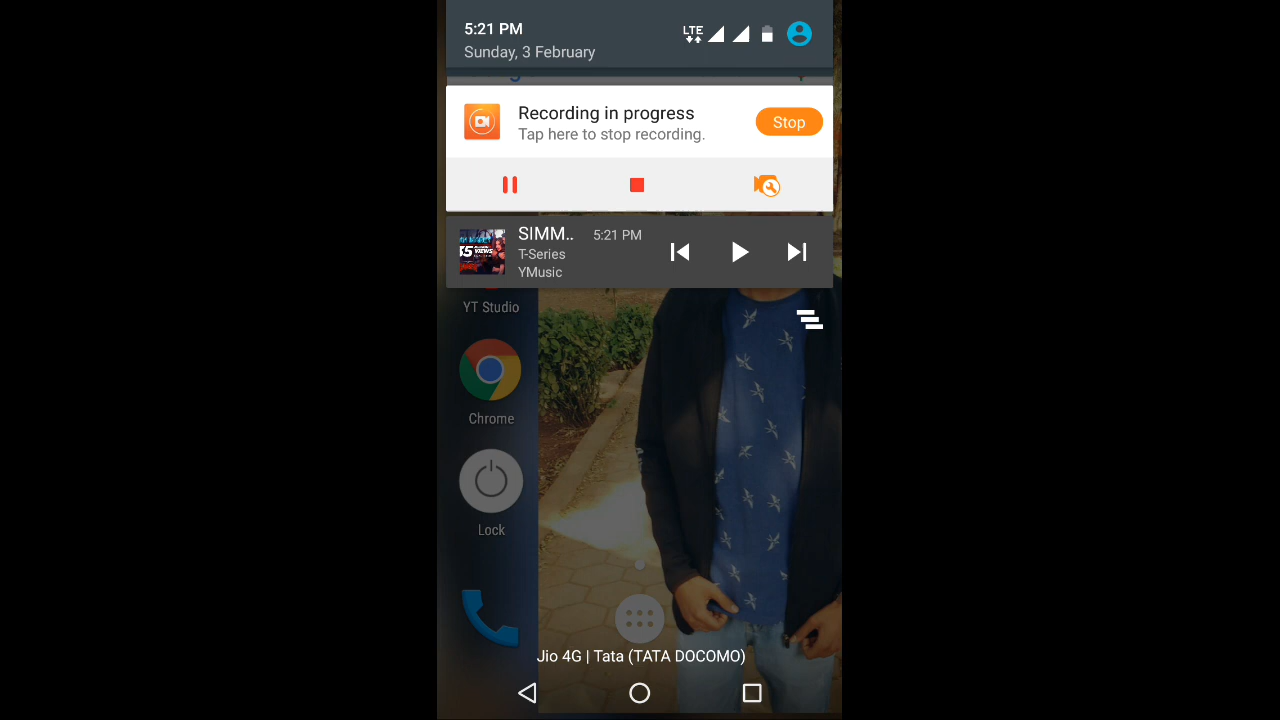 5:21 PM
LTE
Sunday, 3 February
Recording in progress
Tap here to stop recording.
Stop
SIMM..
5:21 PM
T-Series
YMusic
YT Studio
Chrome
Lock
Jio 4G | Tata (TATA DOCOMO)